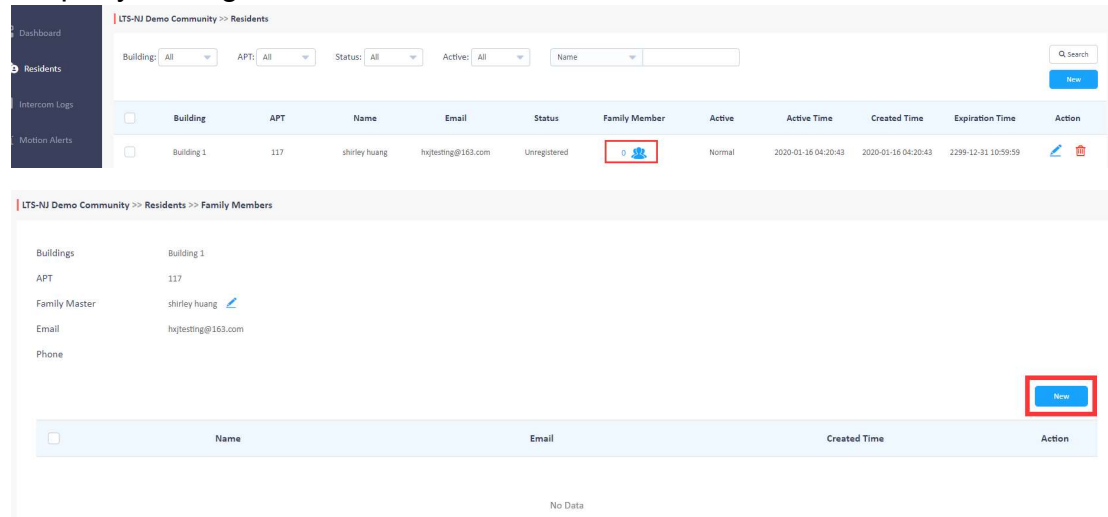 LTS-NJ Demo Community >> Residents
Dashboard
Building: All APT: All Status: All Active: All Name Search
Residents
New
Intercom Logs
Building APT Name Email Status Family Member Active Active Time Created Time Expiration Time Action
Motion Alerts
Building 1 117 shirley huang hxjtesting@163.com Unregistered 0 Normal 2020-01-16 04:20:43 2020-01-16 04:20:43 2299-12-31 10:59:59
LTS-NJ Demo Community >> Residents >> Family Members
Buildings Building 1
APT 117
Family Master shirley huang
Email hxjtesting@163.com
Phone
New
Name Email Created Time Action
No Data